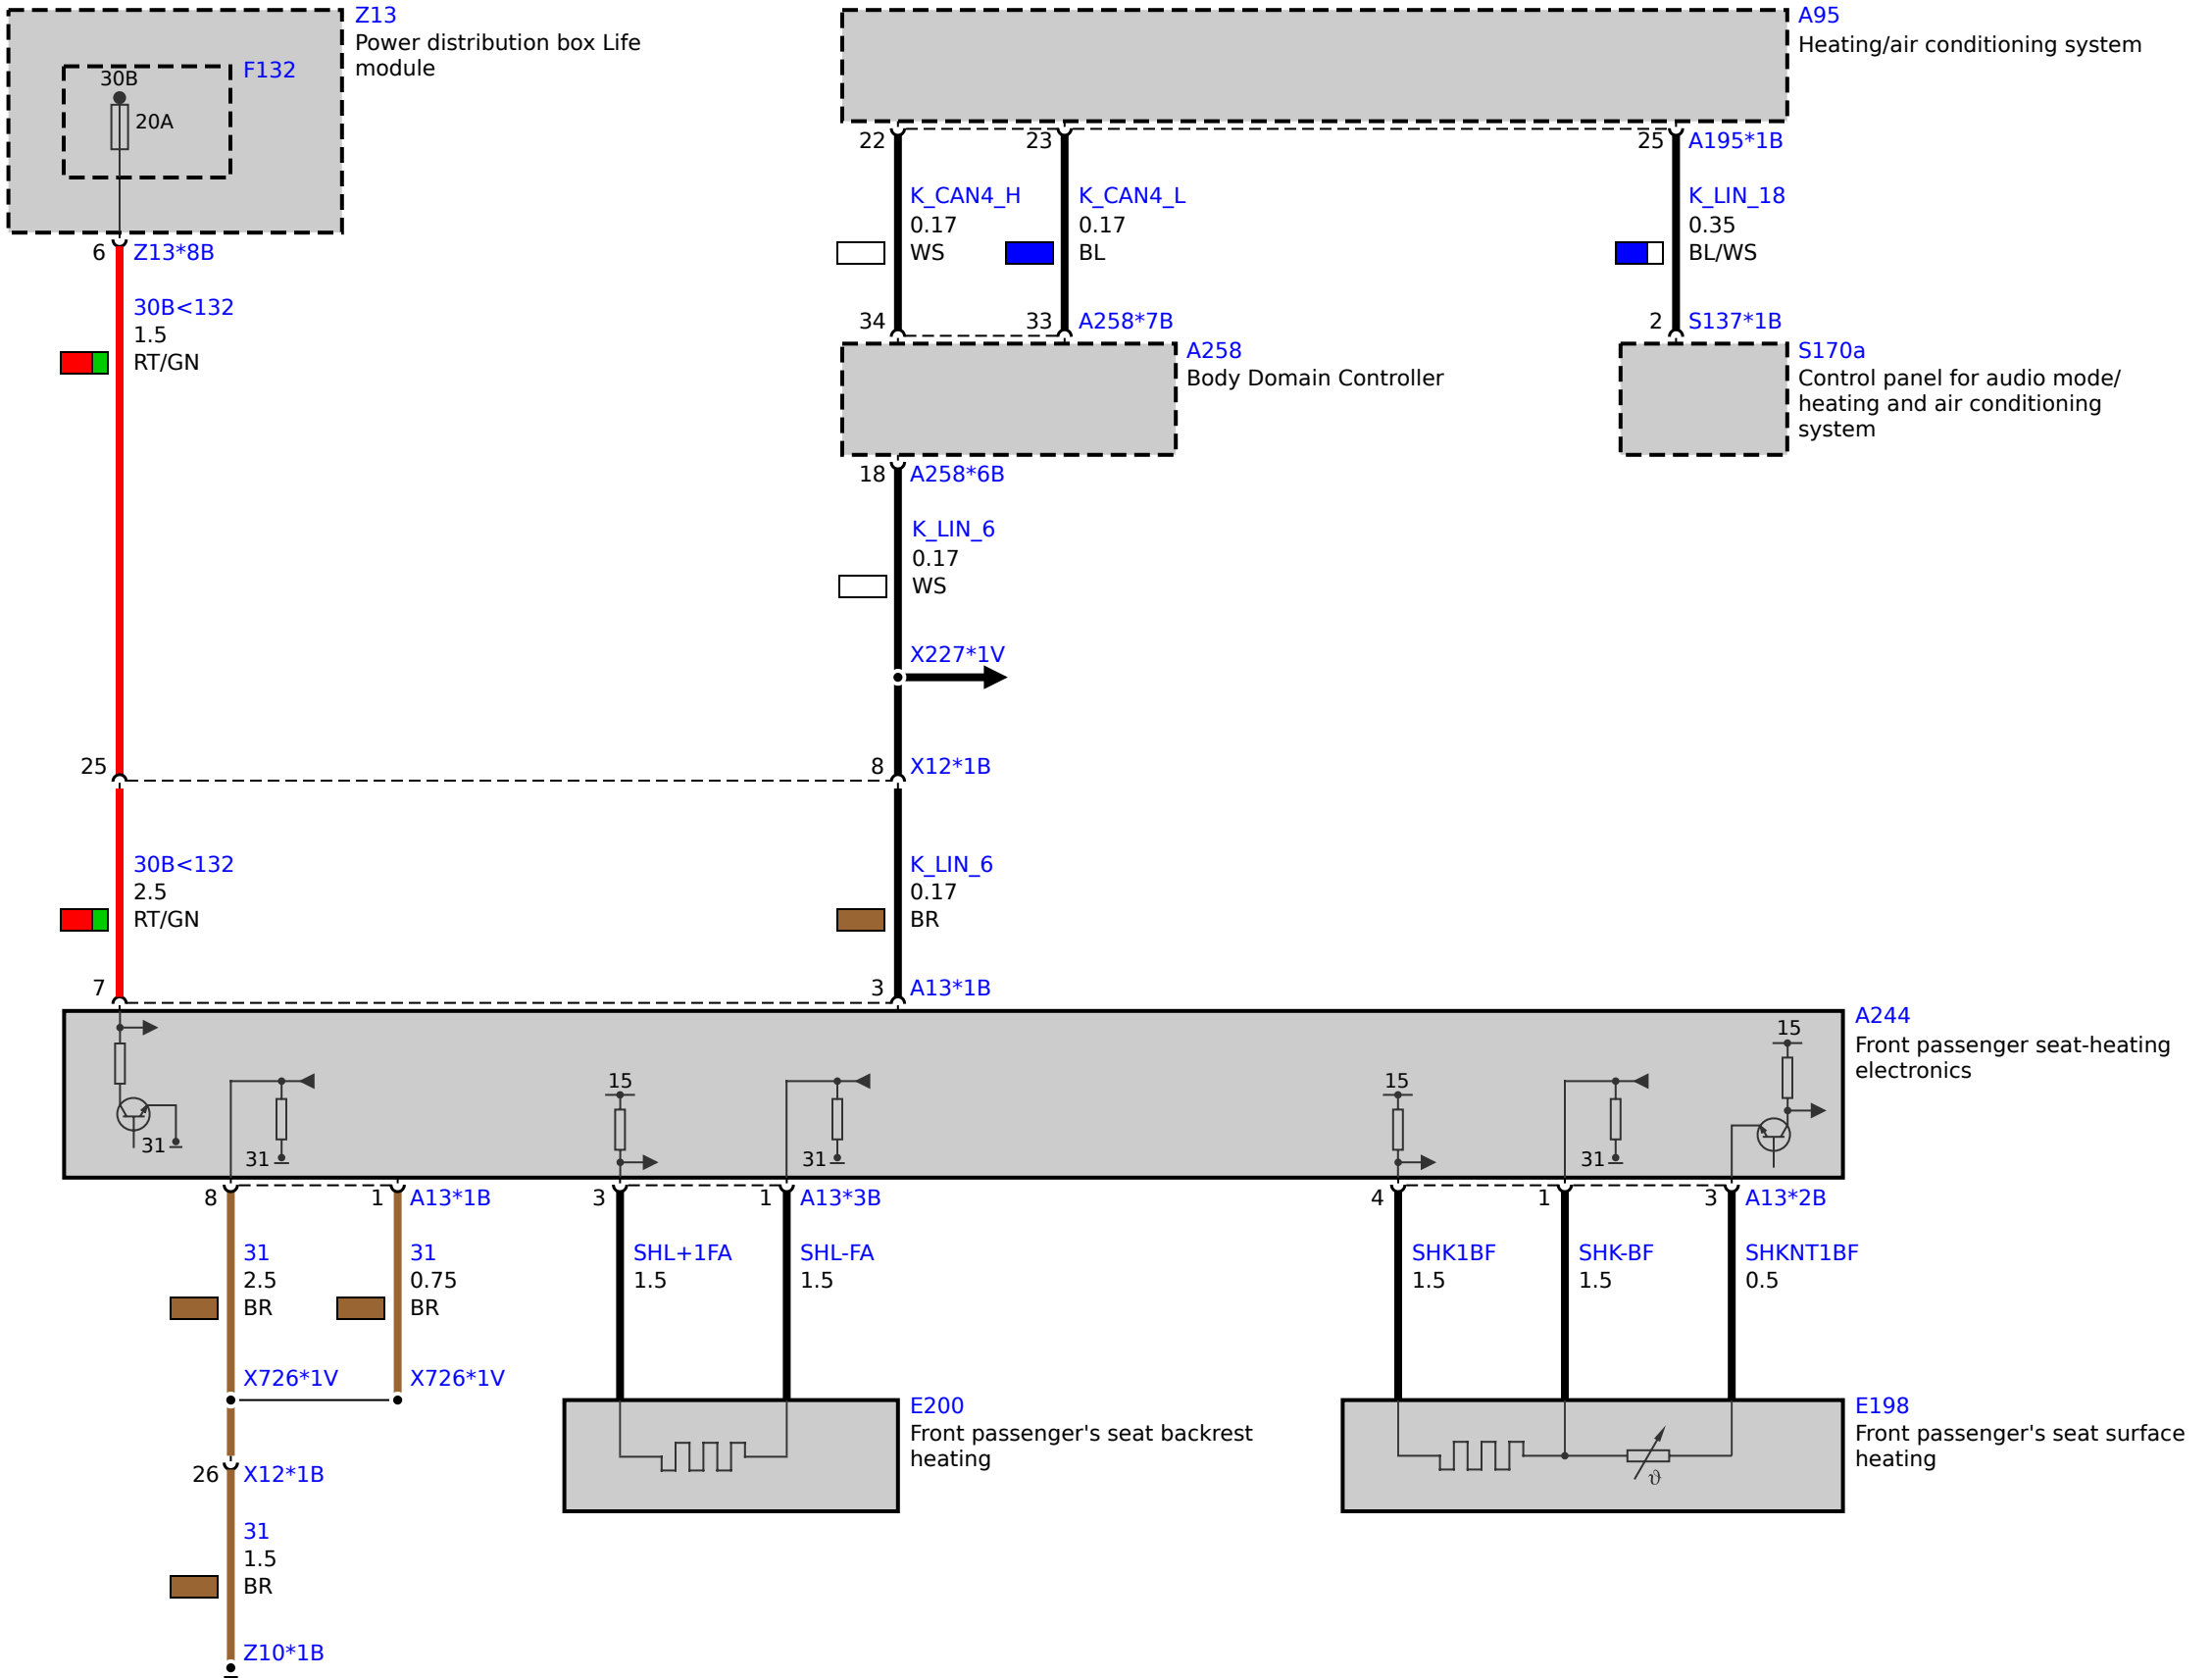 Z13
Power distribution box Life
module
F132
30B
20A
A95
Heating/air conditioning system
6 Z13*8B
30B<132
1.5
RT/GN
22
23
25 A195*1B
K_CAN4_H
0.17
WS
K_CAN4_L
0.17
BL
K_LIN_18
0.35
BL/WS
34
33 A258*7B
2 S137*1B
A258
Body Domain Controller
S170a
Control panel for audio mode/
heating and air conditioning
system
18 A258*6B
K_LIN_6
0.17
WS
X227*1V
25
8 X12*1B
30B<132
2.5
RT/GN
K_LIN_6
0.17
BR
7
3 A13*1B
A244
Front passenger seat-heating
electronics
31
31
15
31
15
31
15
8
1 A13*1B
3
1 A13*3B
4
1
3 A13*2B
31
2.5
BR
31
0.75
BR
SHL+1FA
1.5
SHL-FA
1.5
SHK1BF
1.5
SHK-BF
1.5
SHKNT1BF
0.5
X726*1V
X726*1V
E200
Front passenger's seat backrest
heating
E198
Front passenger's seat surface
heating
ϑ
26 X12*1B
31
1.5
BR
Z10*1B